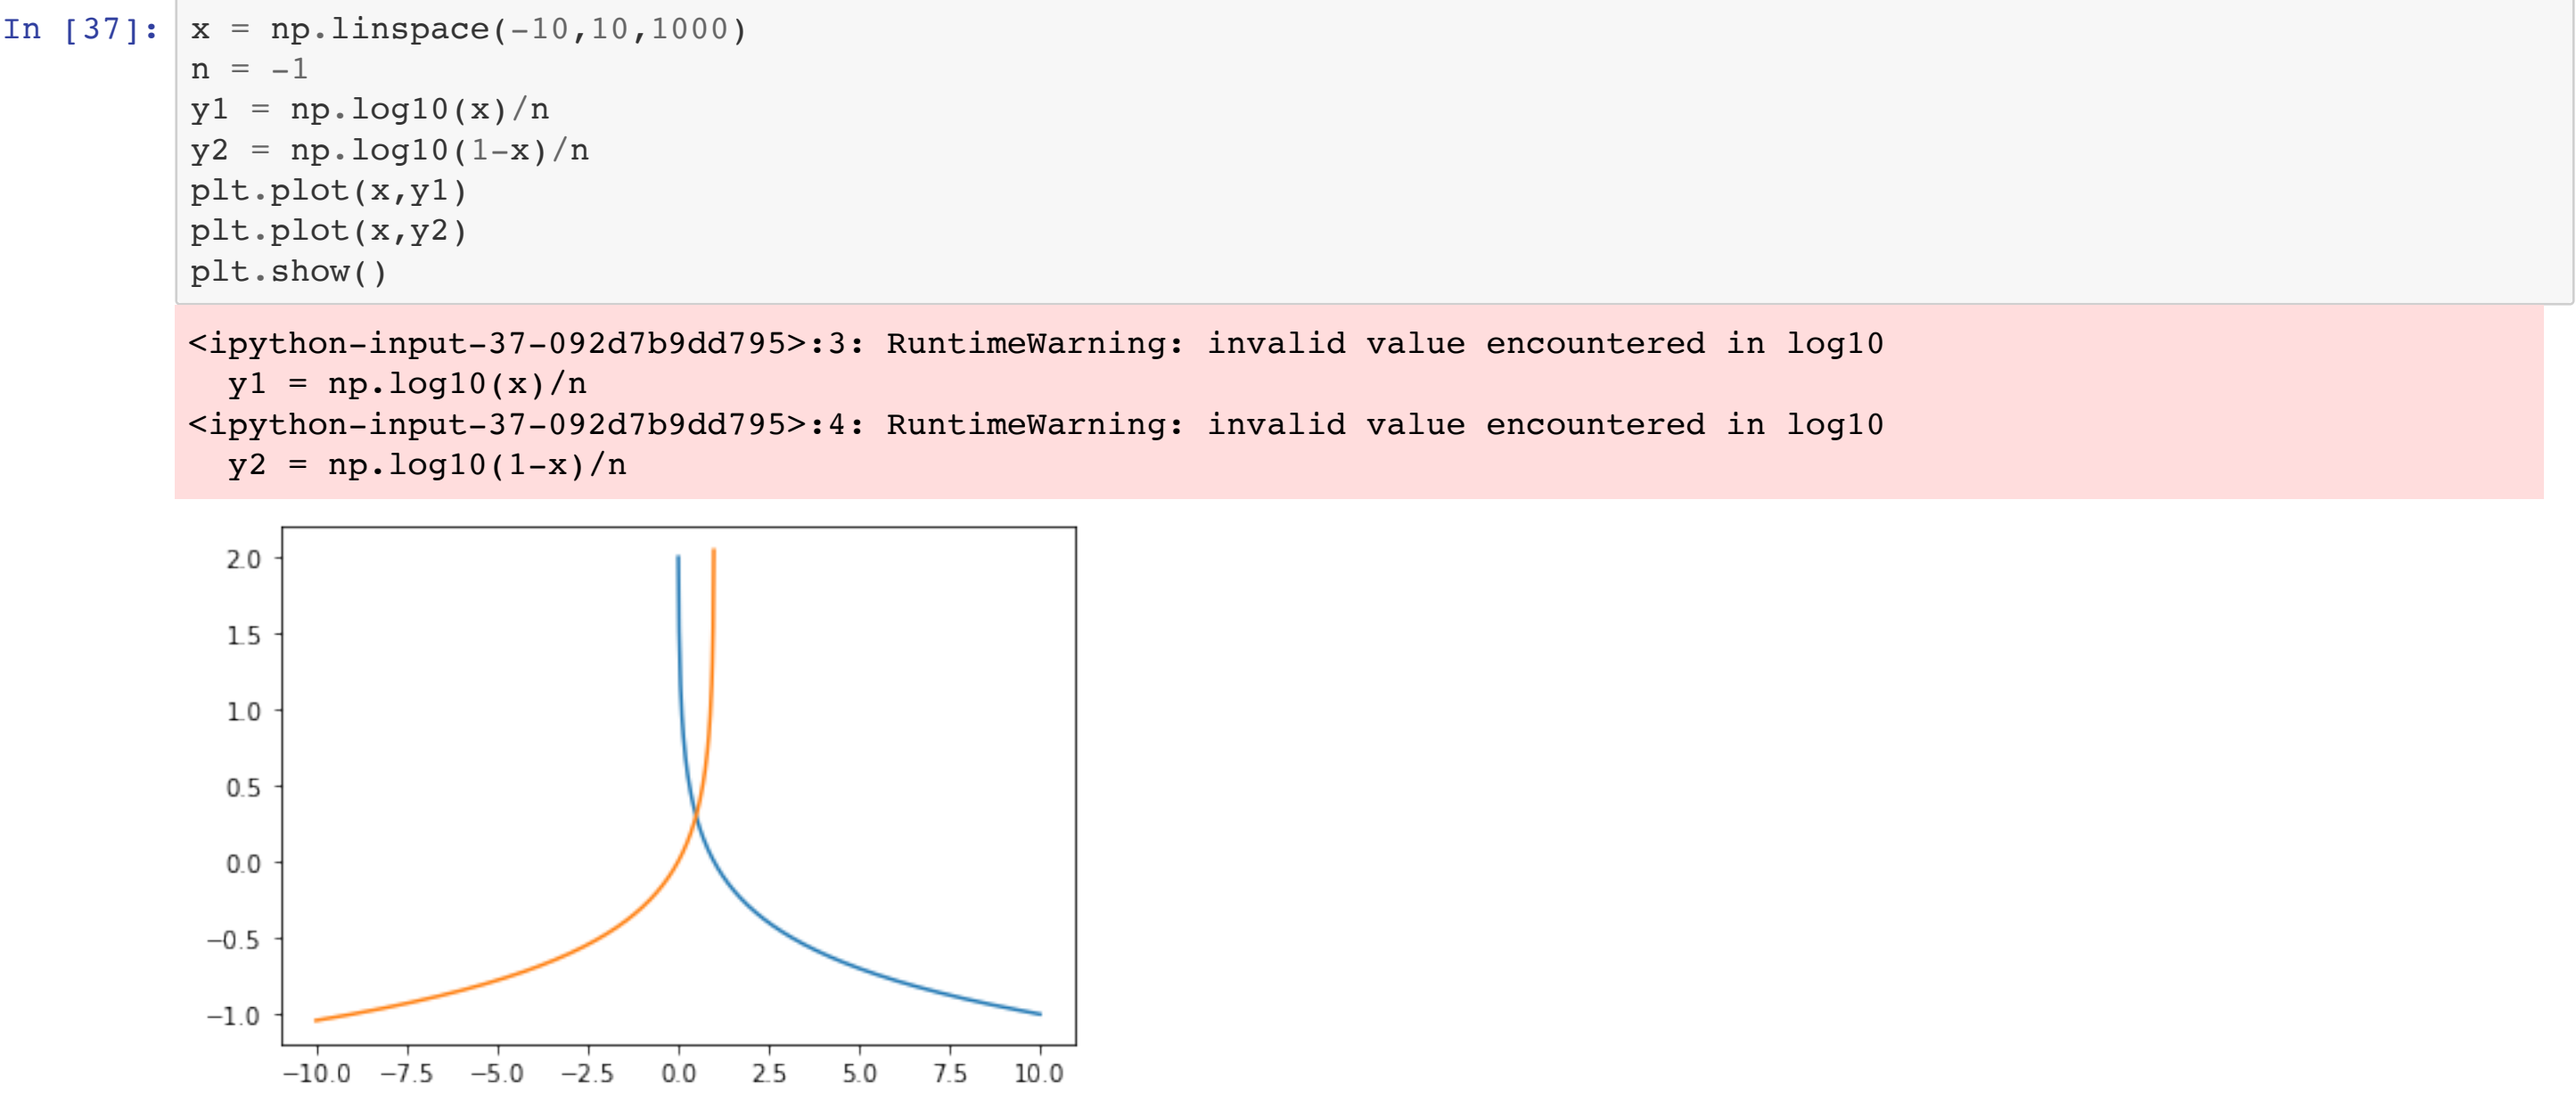 In [37]: x = np.linspace(-10,10,1000)
n = -1
y1 = np.log10(x)/n
y2 = np.log10(1-x)/n
plt.plot(x,y1)
plt.plot(x,y2)
plt.show()
<ipython-input-37-092d7b9dd795>:3: RuntimeWarning: invalid value encountered in log10
  y1 = np.log10(x)/n
<ipython-input-37-092d7b9dd795>:4: RuntimeWarning: invalid value encountered in log10
  y2 = np.log10(1-x)/n
2.0
1.5
1.0
0.5
0.0
−0.5
−1.0
−10.0 −7.5 −5.0 −2.5 0.0 2.5 5.0 7.5 10.0